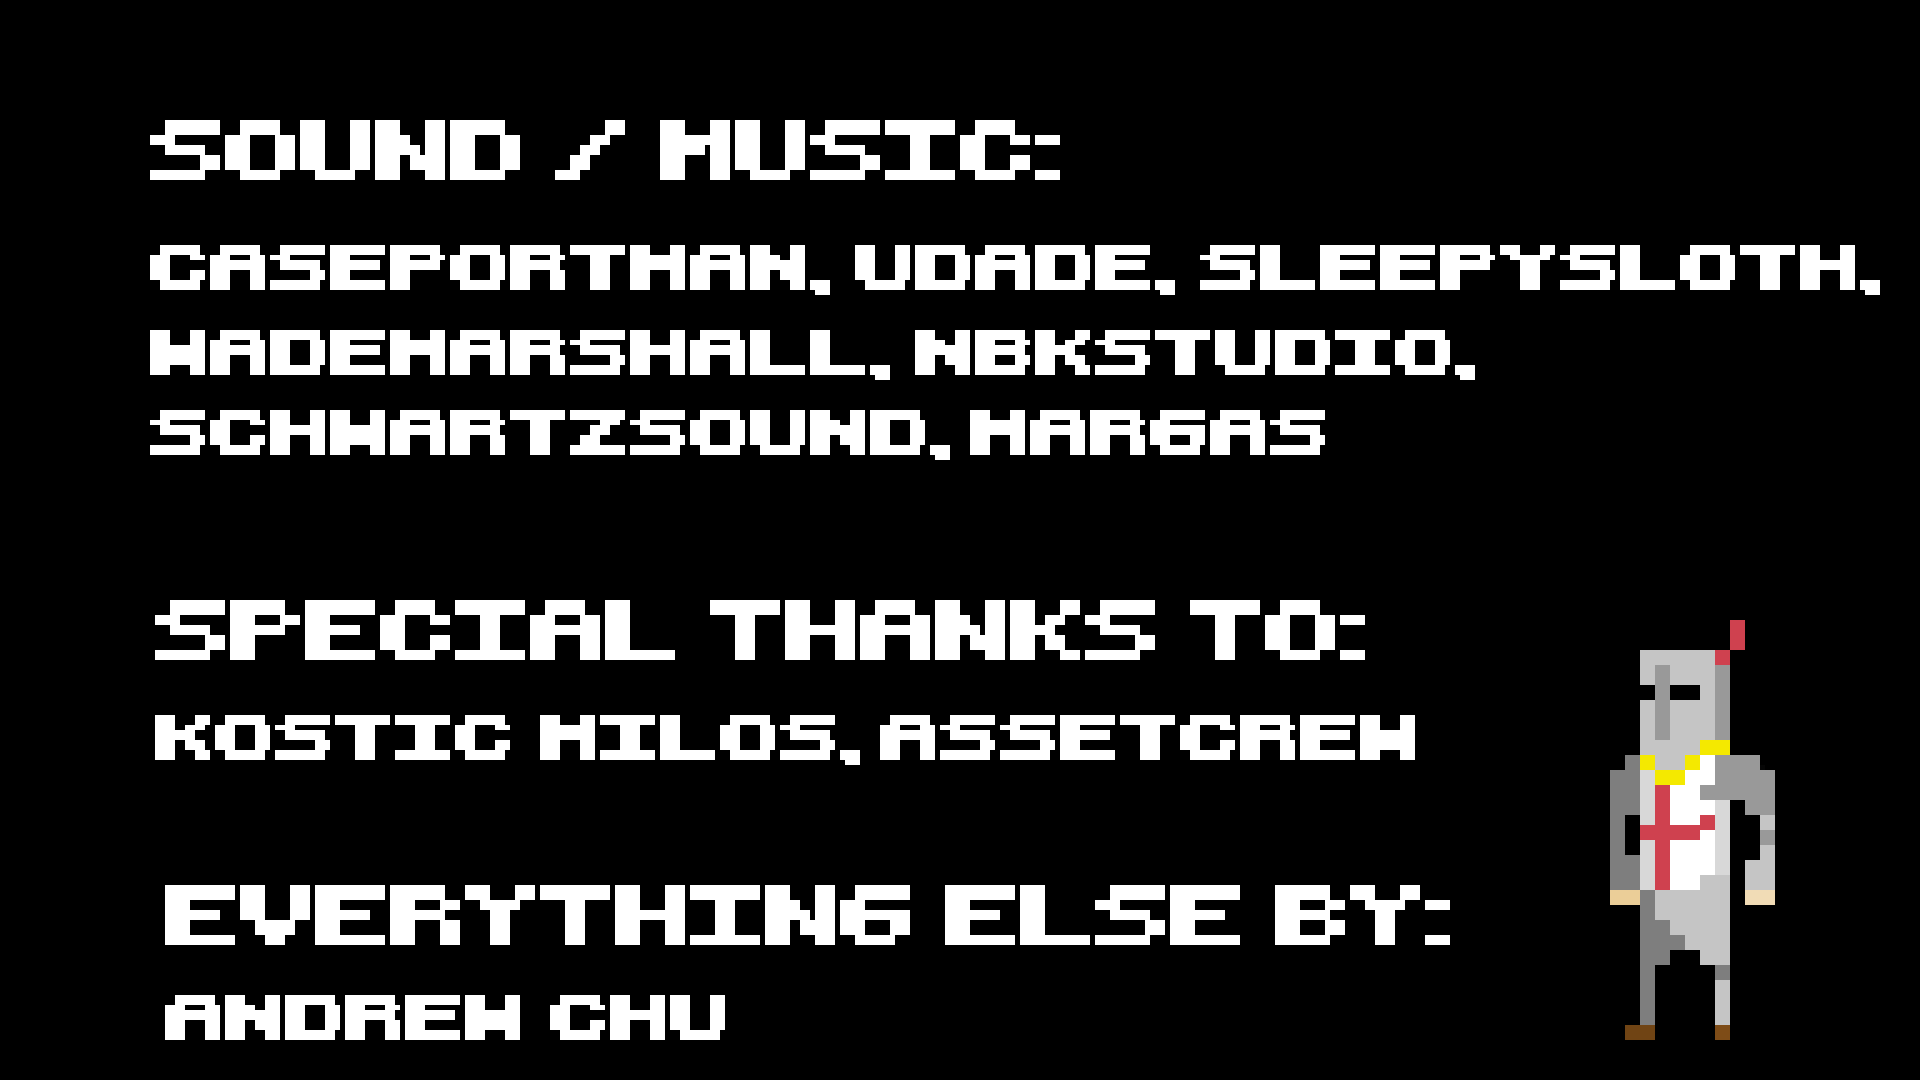 SOUND / MUSIC:
CASEPORTHAN, UDADE, SLEEPYSLOTH,
WADEMARSHALL, NBKSTUDIO,
SCHWARTZSOUND, MARGAS
SPECIAL THANKS TO:
KOSTIC MILOS, ASSETCREW
EVERYTHING ELSE BY:
ANDREW CHU